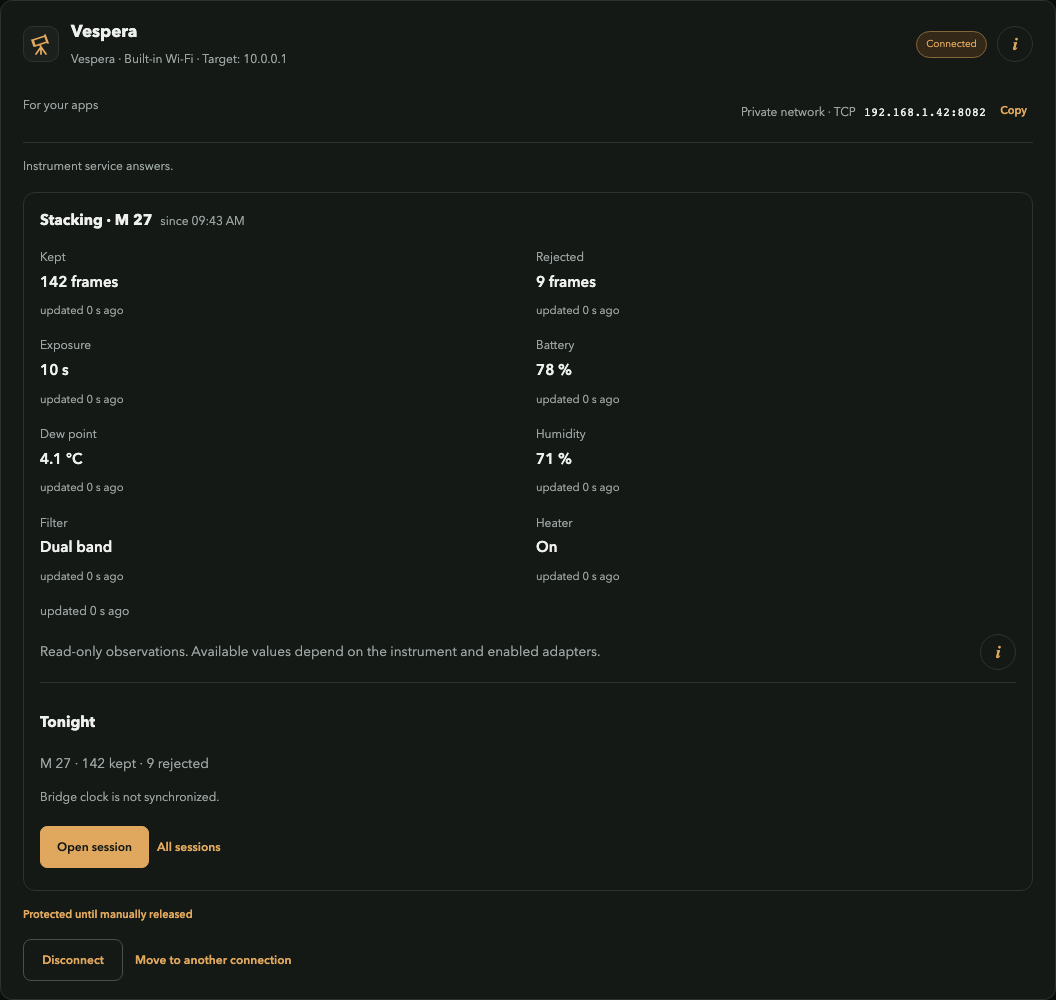 Vespera
Vespera · Built-in Wi-Fi · Target: 10.0.0.1
Connected
i
For your apps
Private network · TCP 192.168.1.42:8082 Copy
Instrument service answers.
Stacking · M 27 since 09:43 AM
Kept
142 frames
updated 0 s ago
Rejected
9 frames
updated 0 s ago
Exposure
10 s
updated 0 s ago
Battery
78 %
updated 0 s ago
Dew point
4.1 °C
updated 0 s ago
Humidity
71 %
updated 0 s ago
Filter
Dual band
updated 0 s ago
Heater
On
updated 0 s ago
updated 0 s ago
Read-only observations. Available values depend on the instrument and enabled adapters.
i
Tonight
M 27 · 142 kept · 9 rejected
Bridge clock is not synchronized.
Open session
All sessions
Protected until manually released
Disconnect
Move to another connection